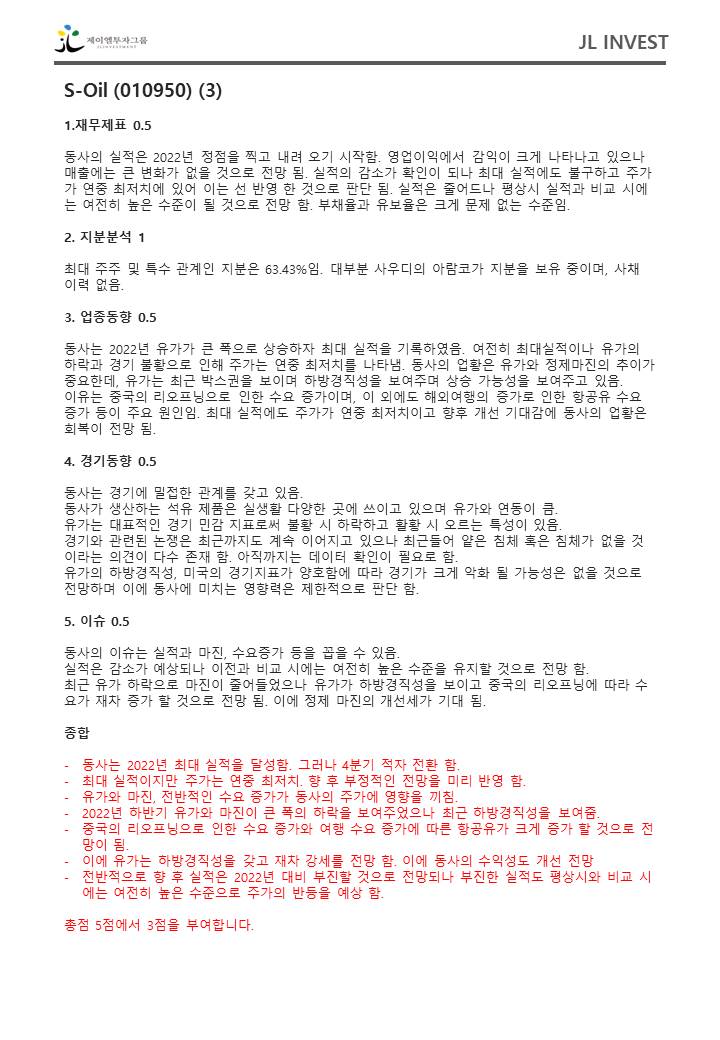 제이엘투자그룹
JL INVESTMENT
JL INVEST
S-Oil (010950) (3)
1.재무제표 0.5
동사의 실적은 2022년 정점을 찍고 내려 오기 시작함. 영업이익에서 감익이 크게 나타나고 있으나
매출에는 큰 변화가 없을 것으로 전망 됨. 실적의 감소가 확인이 되나 최대 실적에도 불구하고 주가
가 연중 최저치에 있어 이는 선 반영 한 것으로 판단 됨. 실적은 줄어드나 평상시 실적과 비교 시에
는 여전히 높은 수준이 될 것으로 전망 함. 부채율과 유보율은 크게 문제 없는 수준임.
2. 지분분석 1
최대 주주 및 특수 관계인 지분은 63.43%임. 대부분 사우디의 아람코가 지분을 보유 중이며, 사채
이력 없음.
3. 업종동향 0.5
동사는 2022년 유가가 큰 폭으로 상승하자 최대 실적을 기록하였음. 여전히 최대실적이나 유가의
하락과 경기 불황으로 인해 주가는 연중 최저치를 나타냄. 동사의 업황은 유가와 정제마진의 추이가
중요한데, 유가는 최근 박스권을 보이며 하방경직성을 보여주며 상승 가능성을 보여주고 있음.
이유는 중국의 리오프닝으로 인한 수요 증가이며, 이 외에도 해외여행의 증가로 인한 항공유 수요
증가 등이 주요 원인임. 최대 실적에도 주가가 연중 최저치이고 향후 개선 기대감에 동사의 업황은
회복이 전망 됨.
4. 경기동향 0.5
동사는 경기에 밀접한 관계를 갖고 있음.
동사가 생산하는 석유 제품은 실생활 다양한 곳에 쓰이고 있으며 유가와 연동이 큼.
유가는 대표적인 경기 민감 지표로써 불황 시 하락하고 활황 시 오르는 특성이 있음.
경기와 관련된 논쟁은 최근까지도 계속 이어지고 있으나 최근들어 얕은 침체 혹은 침체가 없을 것
이라는 의견이 다수 존재 함. 아직까지는 데이터 확인이 필요로 함.
유가의 하방경직성, 미국의 경기지표가 양호함에 따라 경기가 크게 악화 될 가능성은 없을 것으로
전망하며 이에 동사에 미치는 영향력은 제한적으로 판단 함.
5. 이슈 0.5
동사의 이슈는 실적과 마진, 수요증가 등을 꼽을 수 있음.
실적은 감소가 예상되나 이전과 비교 시에는 여전히 높은 수준을 유지할 것으로 전망 함.
최근 유가 하락으로 마진이 줄어들었으나 유가가 하방경직성을 보이고 중국의 리오프닝에 따라 수
요가 재차 증가 할 것으로 전망 됨. 이에 정제 마진의 개선세가 기대 됨.
종합
- 동사는 2022년 최대 실적을 달성함. 그러나 4분기 적자 전환 함.
- 최대 실적이지만 주가는 연중 최저치. 향 후 부정적인 전망을 미리 반영 함.
- 유가와 마진, 전반적인 수요 증가가 동사의 주가에 영향을 끼침.
- 2022년 하반기 유가와 마진이 큰 폭의 하락을 보여주었으나 최근 하방경직성을 보여줌.
- 중국의 리오프닝으로 인한 수요 증가와 여행 수요 증가에 따른 항공유가 크게 증가 할 것으로 전
망이 됨.
- 이에 유가는 하방경직성을 갖고 재차 강세를 전망 함. 이에 동사의 수익성도 개선 전망
- 전반적으로 향 후 실적은 2022년 대비 부진할 것으로 전망되나 부진한 실적도 평상시와 비교 시
에는 여전히 높은 수준으로 주가의 반등을 예상 함.
총점 5점에서 3점을 부여합니다.